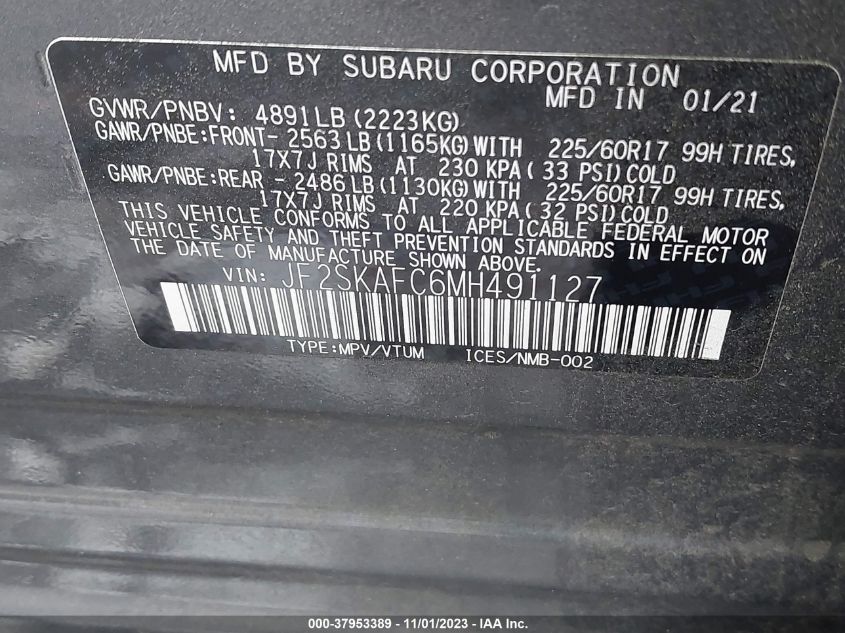 MFD BY SUBARU CORPORATION
MFD IN 01/21
GVWR/PNBV: 4891LB(2223KG)
GAWR/PNBE:FRONT- 2563LB(1165KG)WITH 225/60R17 99H TIRES,
17X7J RIMS AT 230 KPA( 33 PSI)COLD
GAWR/PNBE:REAR - 2486LB(1130KG)WITH 225/60R17 99H TIRES,
17X7J RIMS AT 220 KPA(32 PSI)COLD
THIS VEHICLE CONFORMS TO ALL APPLICABLE FEDERAL MOTOR
VEHICLE SAFETY AND THEFT PREVENTION STANDARDS IN EFFECT ON
THE DATE OF MANUFACTURE SHOWN ABOVE.
VIN: JF2SKAFC6MH491127
TYPE:MPV/VTUM ICES/NMB-002
000-37953389 - 11/01/2023 - IAA Inc.